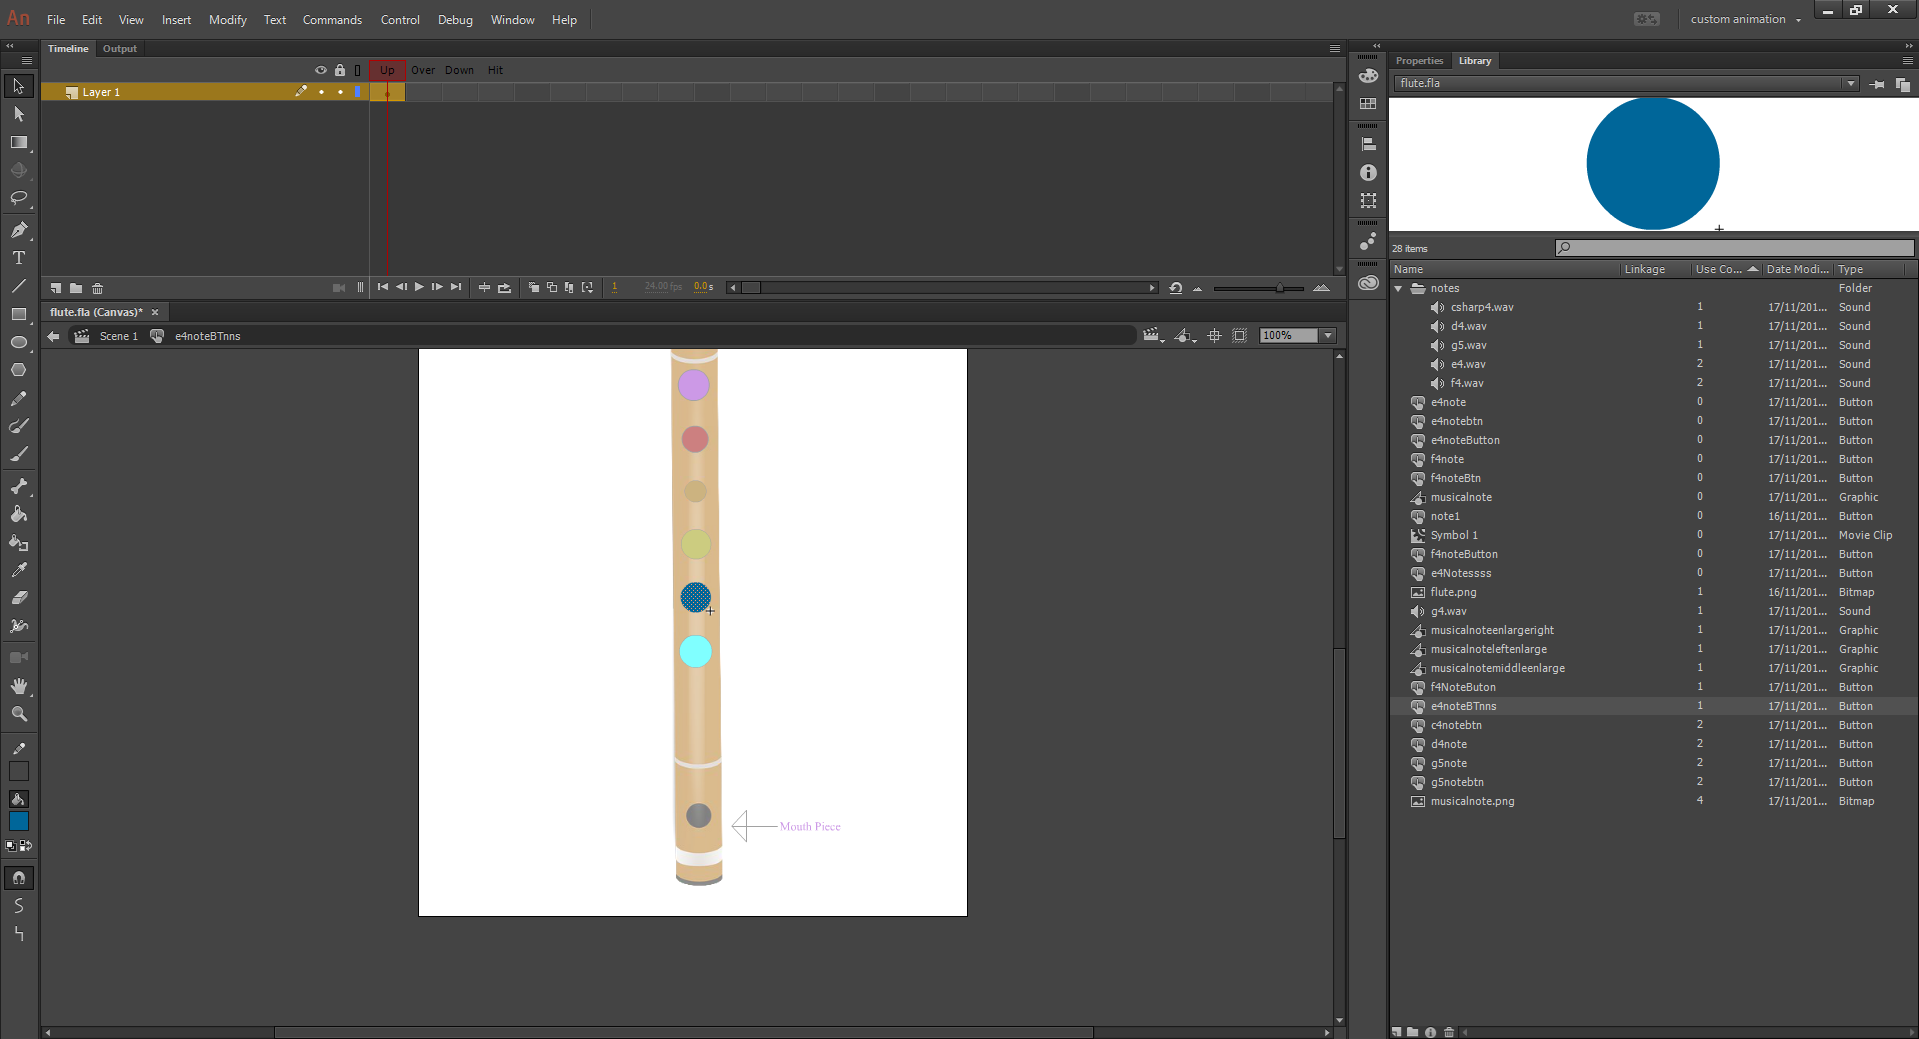 An File Edit View Insert Modify Text Commands Control Debug Window Help custom animation
Timeline Output
Up Over Down Hit
Layer 1
1 24.00 fps 0.0 s
flute.fla (Canvas)* ×
Scene 1 e4noteBTnns 100%
Mouth Piece
Properties Library
flute.fla
28 items
Name Linkage Use Co... Date Modi... Type
notes Folder
csharp4.wav 1 17/11/201... Sound
d4.wav 1 17/11/201... Sound
g5.wav 1 17/11/201... Sound
e4.wav 2 17/11/201... Sound
f4.wav 2 17/11/201... Sound
e4note 0 17/11/201... Button
e4notebtn 0 17/11/201... Button
e4noteButton 0 17/11/201... Button
f4note 0 17/11/201... Button
f4noteBtn 0 17/11/201... Button
musicalnote 0 17/11/201... Graphic
note1 0 16/11/201... Button
Symbol 1 0 17/11/201... Movie Clip
f4noteButton 0 17/11/201... Button
e4Notessss 0 17/11/201... Button
flute.png 1 16/11/201... Bitmap
g4.wav 1 17/11/201... Sound
musicalnoteenlargeright 1 17/11/201... Graphic
musicalnoteleftenlarge 1 17/11/201... Graphic
musicalnotemiddleenlarge 1 17/11/201... Graphic
f4NoteButon 1 17/11/201... Button
e4noteBTnns 1 17/11/201... Button
c4notebtn 2 17/11/201... Button
d4note 2 17/11/201... Button
g5note 2 17/11/201... Button
g5notebtn 2 17/11/201... Button
musicalnote.png 4 17/11/201... Bitmap